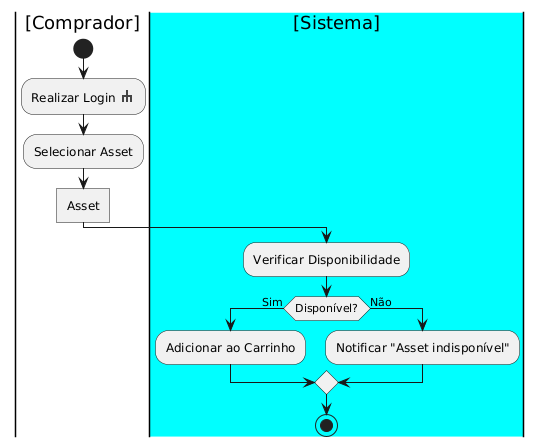 [Comprador]
[Sistema]
Realizar Login
Selecionar Asset
Asset
Verificar Disponibilidade
Sim
Disponível?
Não
Adicionar ao Carrinho
Notificar "Asset indisponível"